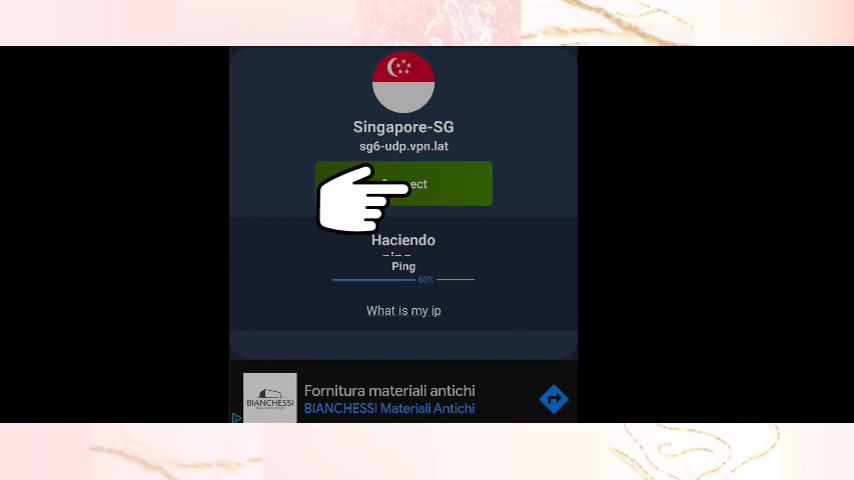 Singapore-SG
sg6-udp.vpn.lat
Haciendo
Ping
60%
What is my ip
BIANCHESSI
Fornitura materiali antichi
BIANCHESSI Materiali Antichi